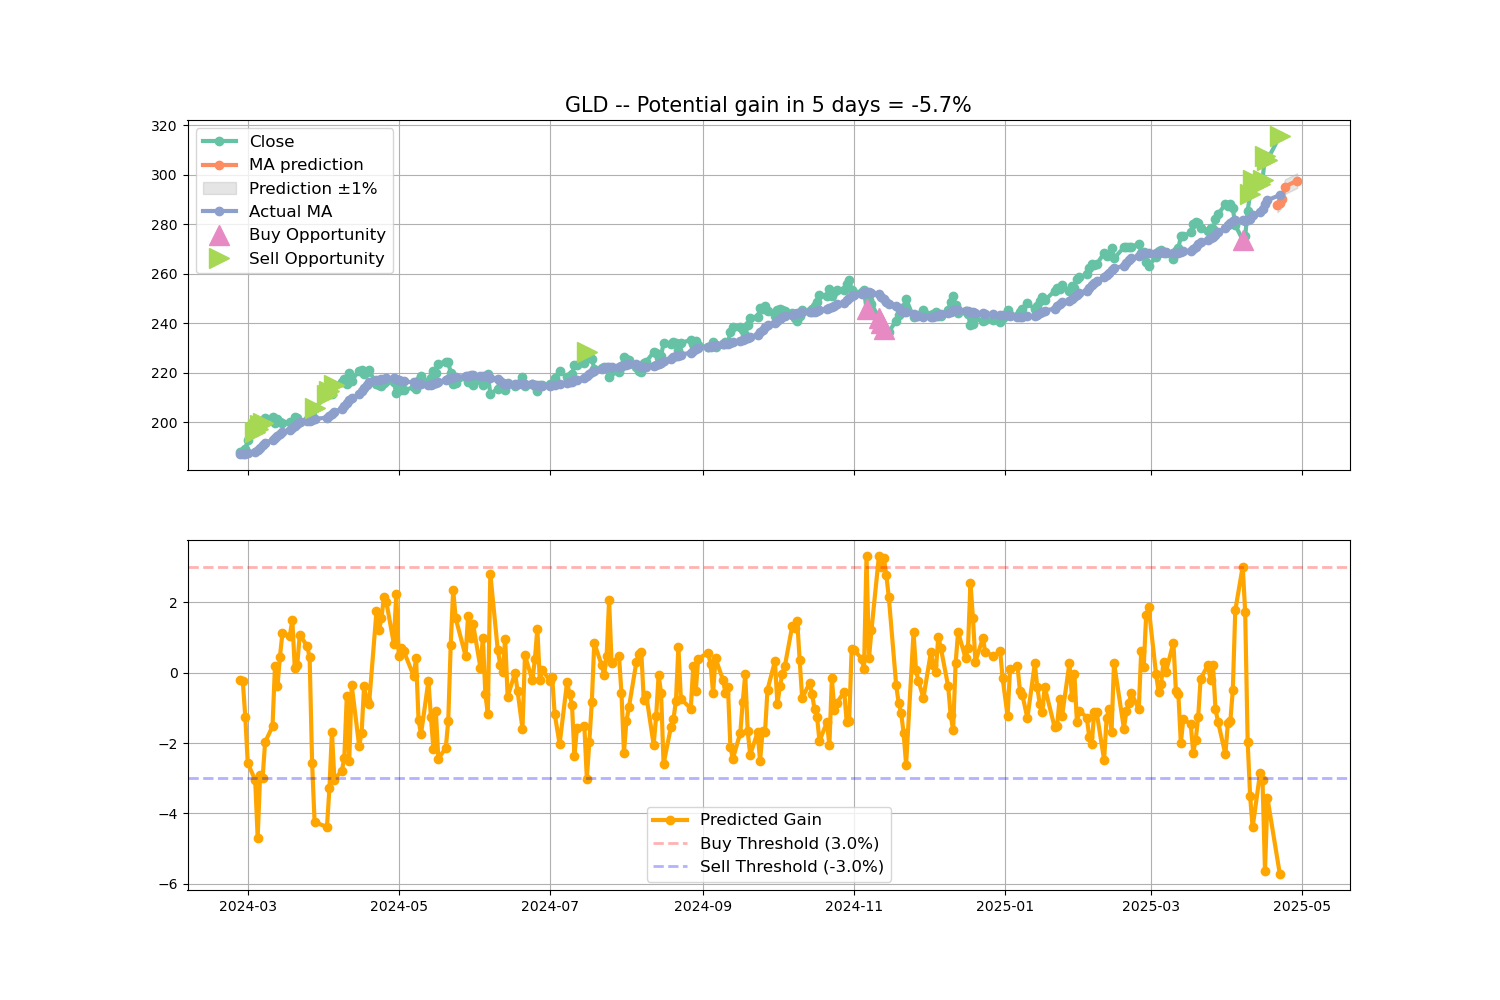 GLD -- Potential gain in 5 days = -5.7%
320
300
280
260
240
220
200
Close
MA prediction
Prediction ±1%
Actual MA
Buy Opportunity
Sell Opportunity
2
0
−2
−4
−6
Predicted Gain
Buy Threshold (3.0%)
Sell Threshold (-3.0%)
2024-03 2024-05 2024-07 2024-09 2024-11 2025-01 2025-03 2025-05